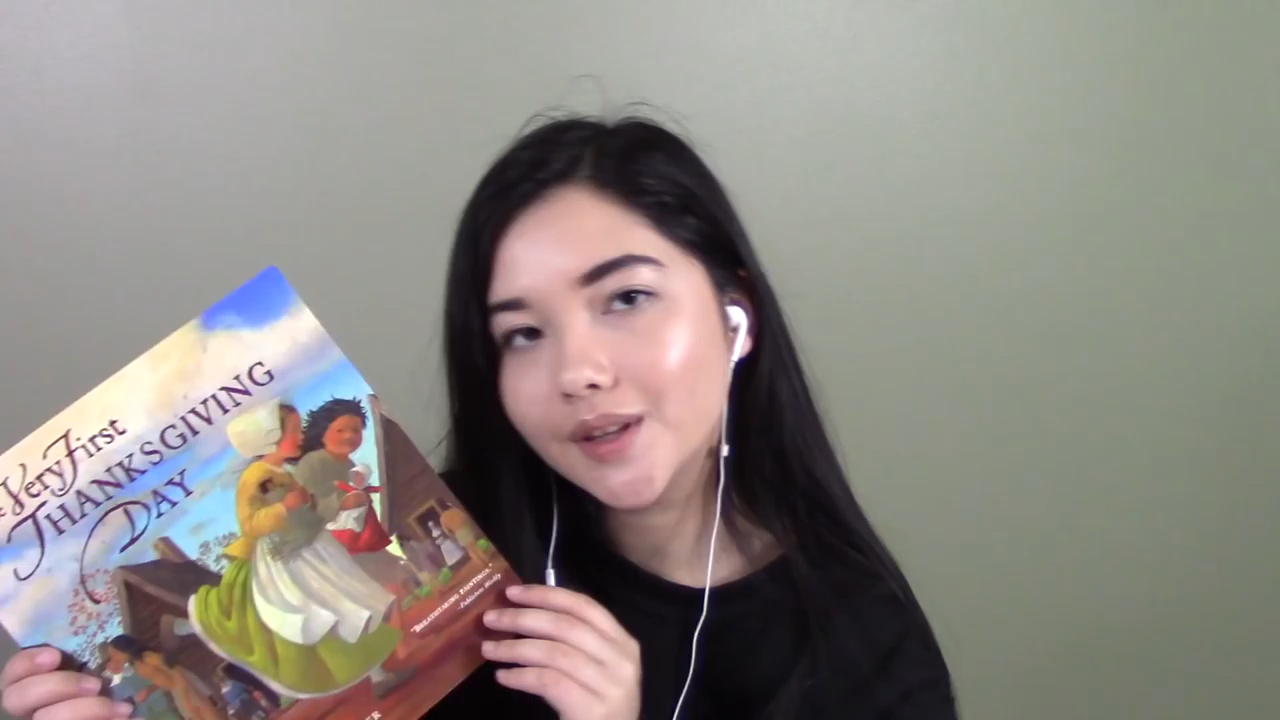 Very First
THANKSGIVING
DAY
"BREATHTAKING PAINTINGS."
-Publishers Weekly